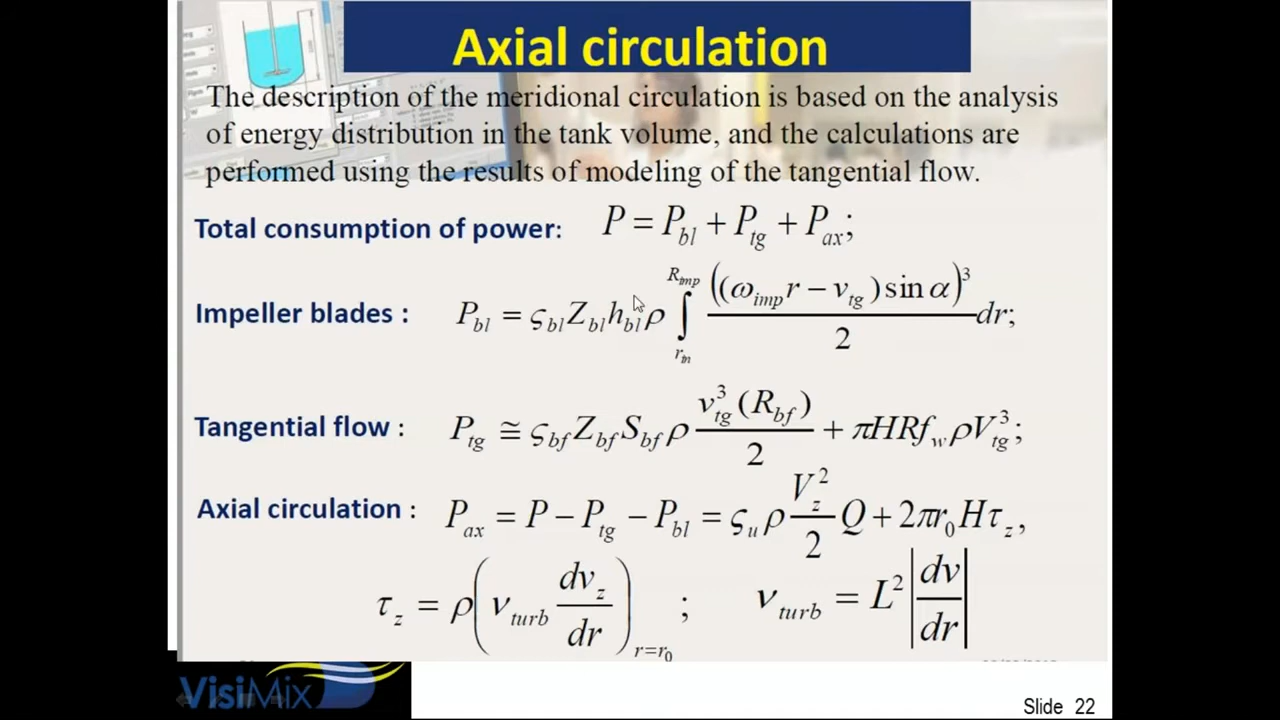 Axial circulation
The description of the meridional circulation is based on the analysis
of energy distribution in the tank volume, and the calculations are
performed using the results of modeling of the tangential flow.
Total consumption of power: P = P_bl + P_tg + P_ax;
Impeller blades : P_bl = ς_bl Z_bl h_bl ρ ∫_{r_in}^{R_imp} ((ω_imp r − v_tg) sin α)^3 / 2 dr;
Tangential flow : P_tg ≅ ς_bf Z_bf S_bf ρ v_tg^3 (R_bf) / 2 + πHRf_w ρV_tg^3;
Axial circulation : P_ax = P − P_tg − P_bl = ς_u ρ V_z^2 / 2 Q + 2πr_0 Hτ_z,
τ_z = ρ(ν_turb dv_z / dr)_{r=r_0} ; ν_turb = L^2 |dv / dr|
VisiMix
Slide 22